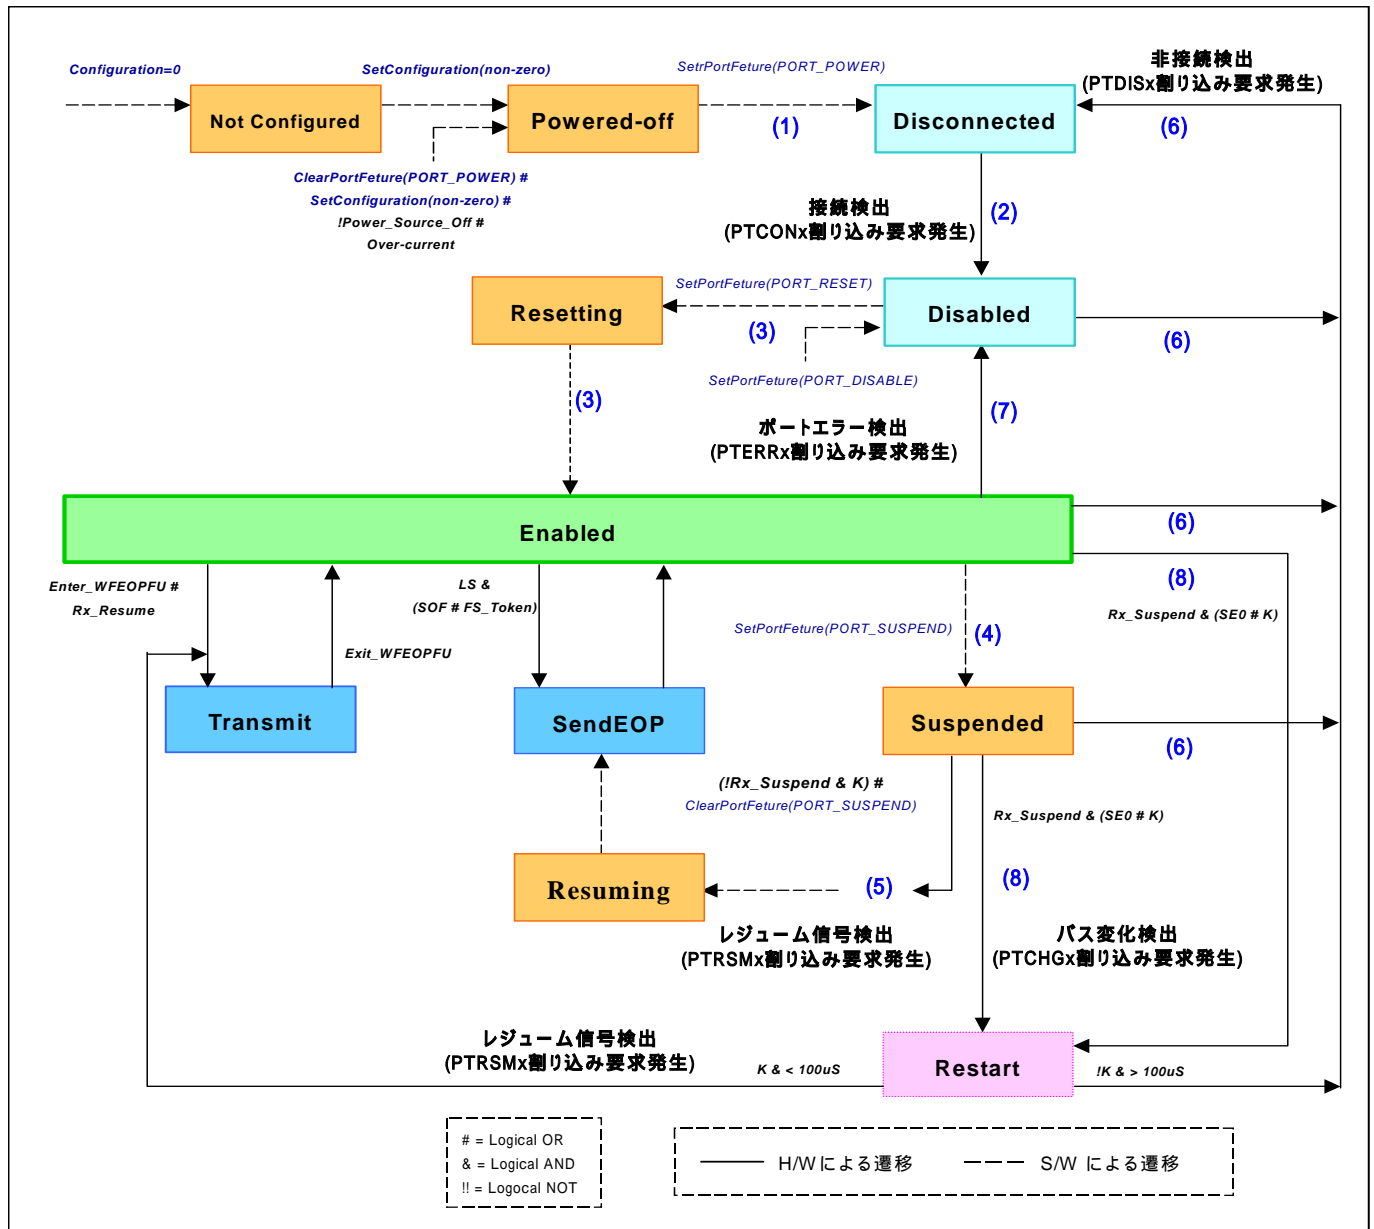 Configuration=0
SetConfiguration(non-zero)
SetrPortFeture(PORT_POWER)
非接続検出
(PTDISx割り込み要求発生)
Not Configured
Powered-off
Disconnected
(1)
(6)
ClearPortFeture(PORT_POWER) #
SetConfiguration(non-zero) #
!Power_Source_Off #
Over-current
接続検出
(PTCONx割り込み要求発生)
(2)
SetPortFeture(PORT_RESET)
Resetting
Disabled
(3)
(6)
SetPortFeture(PORT_DISABLE)
(3)
ポートエラー検出
(PTERRx割り込み要求発生)
(7)
Enabled
(6)
(8)
Enter_WFEOPFU #
Rx_Resume
LS &
(SOF # FS_Token)
Rx_Suspend & (SE0 # K)
SetPortFeture(PORT_SUSPEND)
(4)
Exit_WFEOPFU
Transmit
SendEOP
Suspended
(6)
(!Rx_Suspend & K) #
ClearPortFeture(PORT_SUSPEND)
Rx_Suspend & (SE0 # K)
Resuming
(5)
(8)
レジューム信号検出
(PTRSMx割り込み要求発生)
バス変化検出
(PTCHGx割り込み要求発生)
レジューム信号検出
(PTRSMx割り込み要求発生)
K & < 100uS
Restart
!K & > 100uS
# = Logical OR
& = Logical AND
!! = Logocal NOT
H/Wによる遷移
S/W による遷移